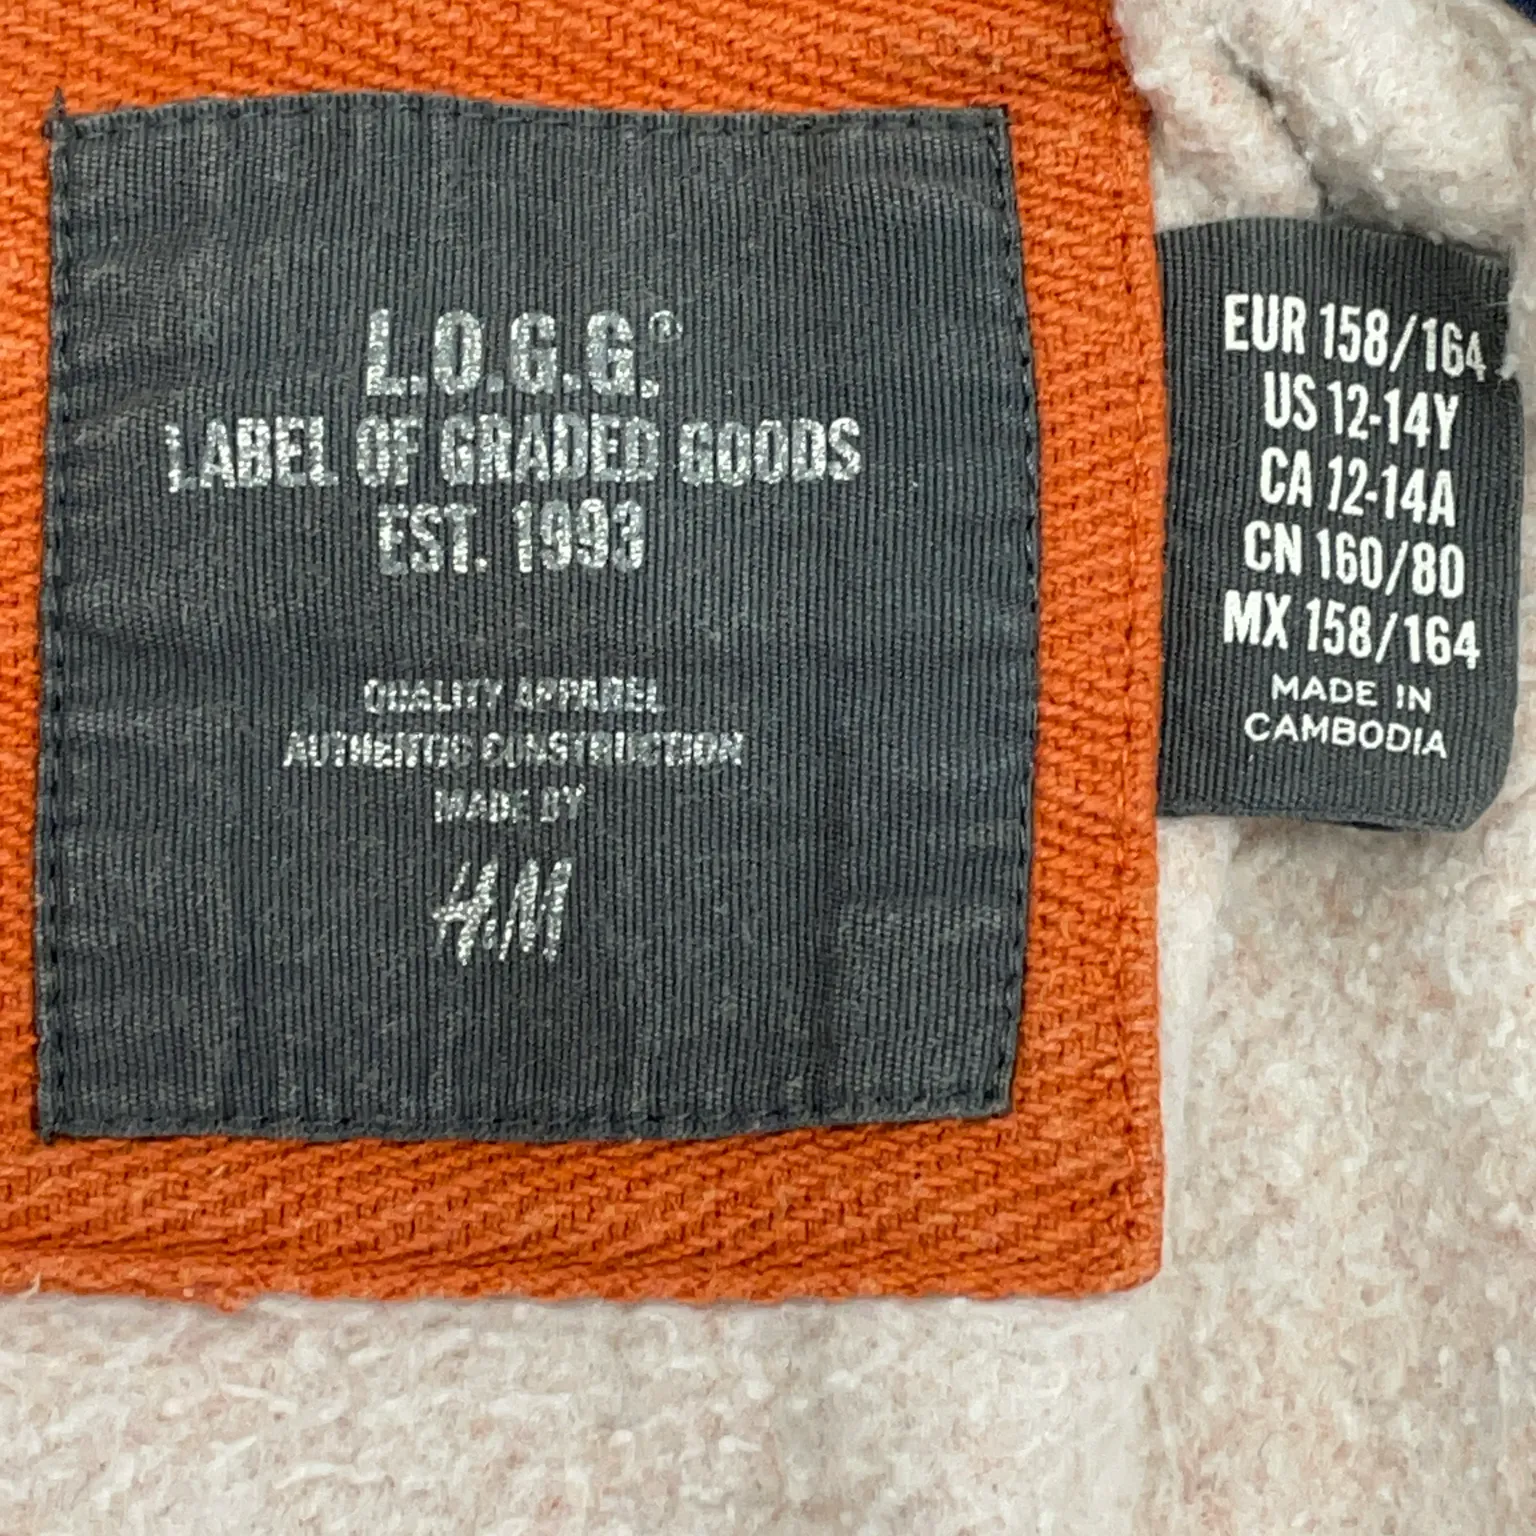 L.O.G.G.®
LABEL OF GRADED GOODS
EST. 1993
QUALITY APPAREL
AUTHENTIC CONSTRUCTION
MADE BY
H&M
EUR 158/164
US 12-14Y
CA 12-14A
CN 160/80
MX 158/164
MADE IN
CAMBODIA